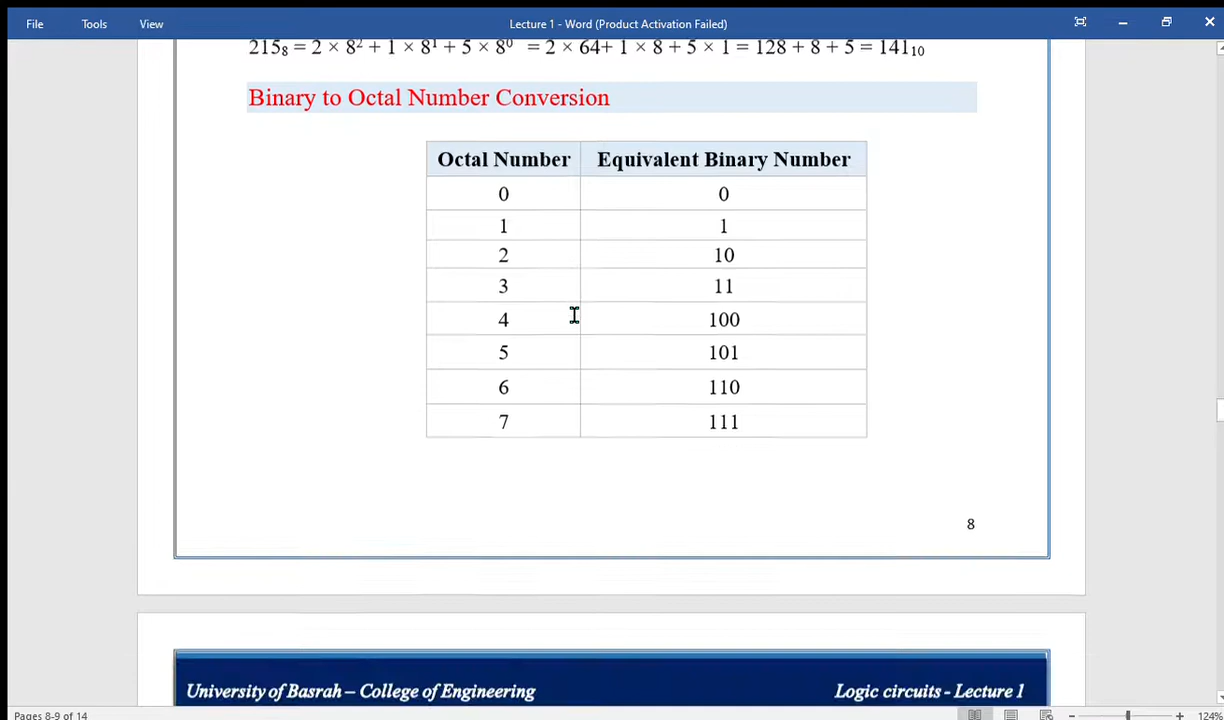 File Tools View Lecture 1 - Word (Product Activation Failed)
215₈ = 2 × 8² + 1 × 8¹ + 5 × 8⁰ = 2 × 64+ 1 × 8 + 5 × 1 = 128 + 8 + 5 = 141₁₀
Binary to Octal Number Conversion
Octal Number Equivalent Binary Number
0 0
1 1
2 10
3 11
4 100
5 101
6 110
7 111
8
University of Basrah – College of Engineering Logic circuits - Lecture 1
Pages 8-9 of 14 124%